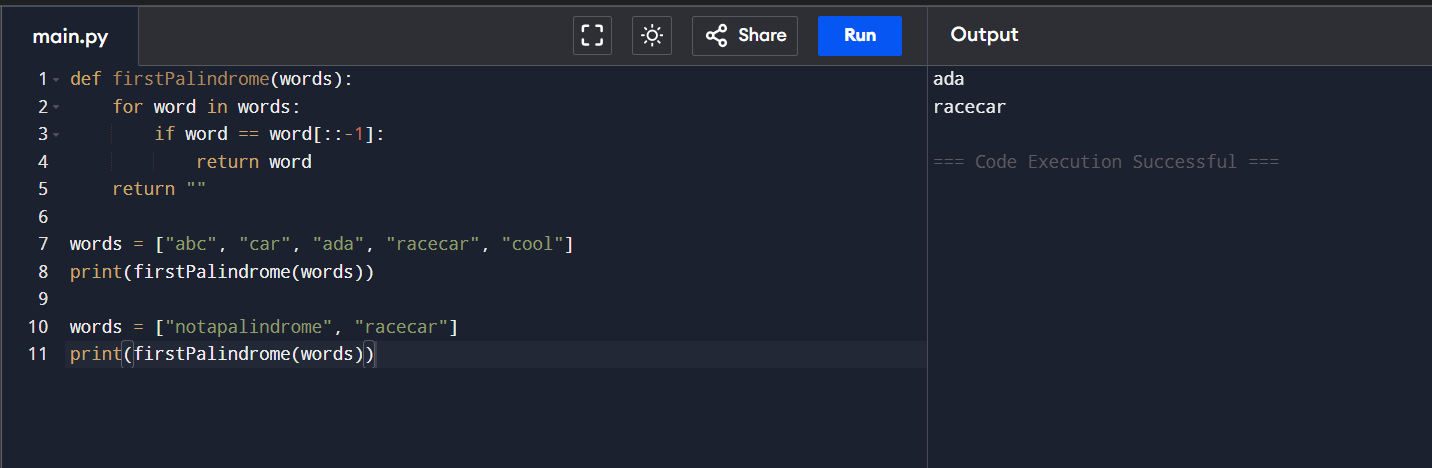 main.py
Share
Run
Output
1 def firstPalindrome(words):
2     for word in words:
3         if word == word[::-1]:
4             return word
5     return ""
6
7 words = ["abc", "car", "ada", "racecar", "cool"]
8 print(firstPalindrome(words))
9
10 words = ["notapalindrome", "racecar"]
11 print(firstPalindrome(words))
ada
racecar
=== Code Execution Successful ===